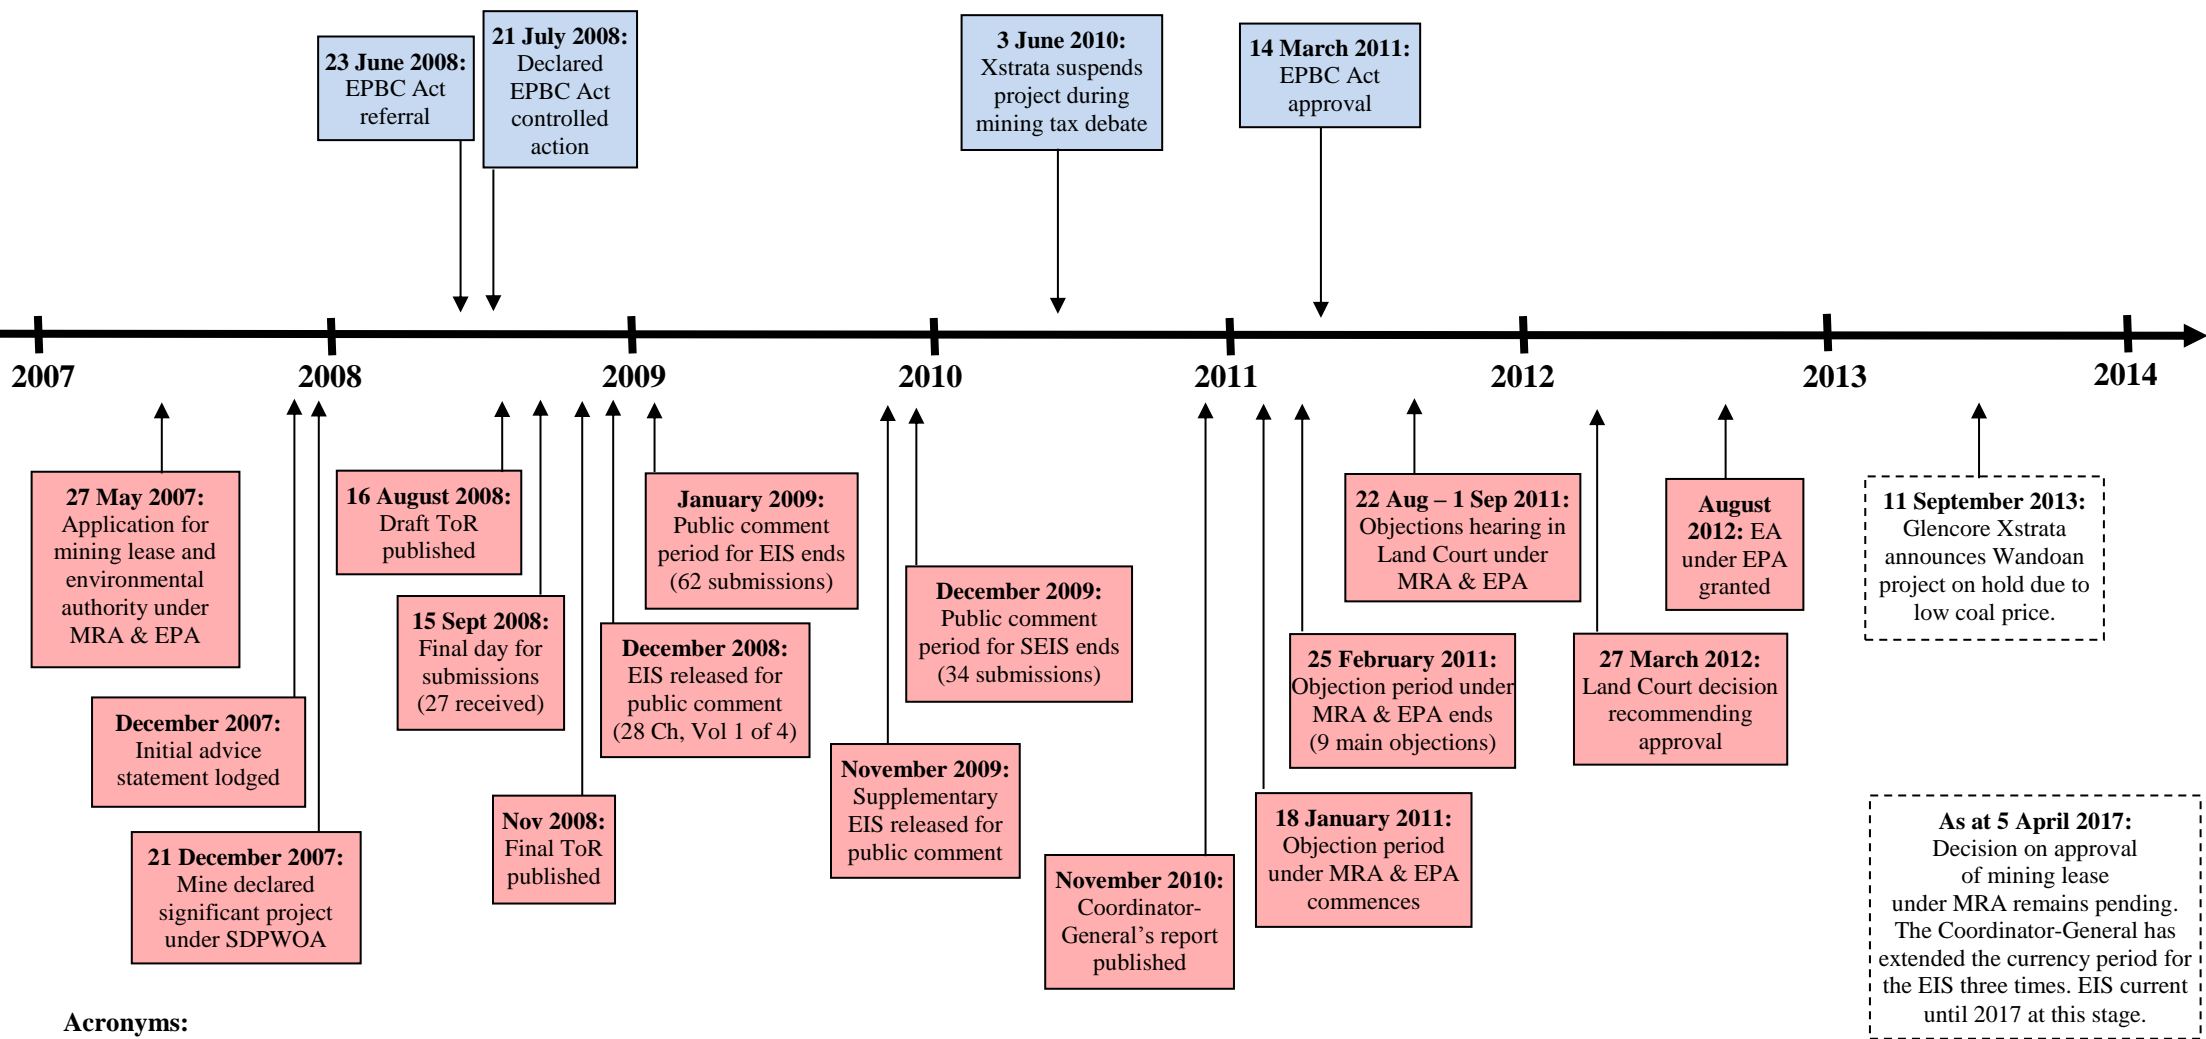 23 June 2008:
EPBC Act
referral
21 July 2008:
Declared
EPBC Act
controlled
action
3 June 2010:
Xstrata suspends
project during
mining tax debate
14 March 2011:
EPBC Act
approval
2007
2008
2009
2010
2011
2012
2013
2014
27 May 2007:
Application for
mining lease and
environmental
authority under
MRA & EPA
December 2007:
Initial advice
statement lodged
21 December 2007:
Mine declared
significant project
under SDPWOA
16 August 2008:
Draft ToR
published
15 Sept 2008:
Final day for
submissions
(27 received)
Nov 2008:
Final ToR
published
December 2008:
EIS released for
public comment
(28 Ch, Vol 1 of 4)
January 2009:
Public comment
period for EIS ends
(62 submissions)
November 2009:
Supplementary
EIS released for
public comment
December 2009:
Public comment
period for SEIS ends
(34 submissions)
November 2010:
Coordinator-
General’s report
published
18 January 2011:
Objection period
under MRA & EPA
commences
25 February 2011:
Objection period under
MRA & EPA ends
(9 main objections)
22 Aug – 1 Sep 2011:
Objections hearing in
Land Court under
MRA & EPA
27 March 2012:
Land Court decision
recommending
approval
August
2012: EA
under EPA
granted
11 September 2013:
Glencore Xstrata
announces Wandoan
project on hold due to
low coal price.
As at 5 April 2017:
Decision on approval
of mining lease
under MRA remains pending.
The Coordinator-General has
extended the currency period for
the EIS three times. EIS current
until 2017 at this stage.
Acronyms: